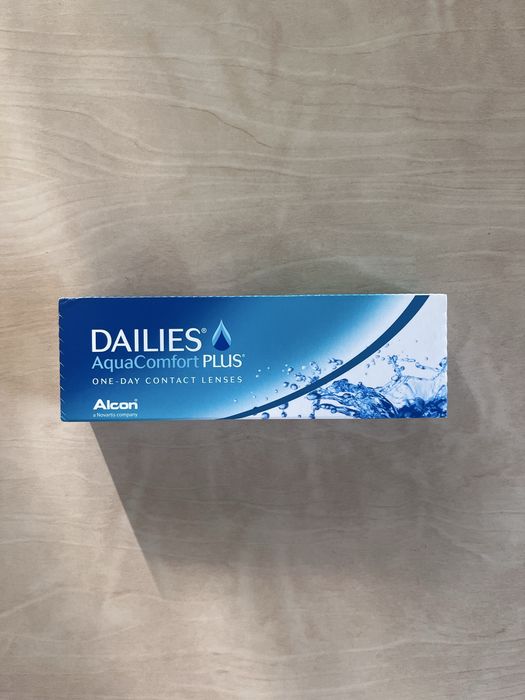 DAILIES®
AquaComfort PLUS®
ONE-DAY CONTACT LENSES
Alcon
a Novartis company